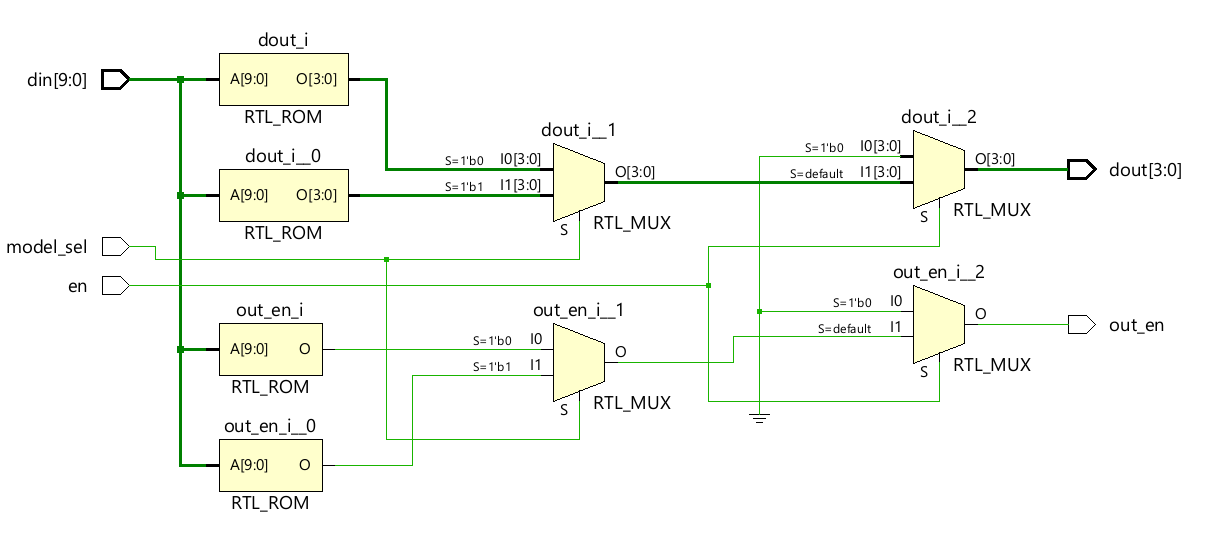 dout_i
din[9:0]
A[9:0] O[3:0]
RTL_ROM
dout_i__0
A[9:0] O[3:0]
RTL_ROM
dout_i__1
S=1'b0 I0[3:0]
S=1'b1 I1[3:0]
O[3:0]
S
RTL_MUX
dout_i__2
S=1'b0 I0[3:0]
S=default I1[3:0]
O[3:0]
S
RTL_MUX
dout[3:0]
model_sel
en
out_en_i
A[9:0] O
RTL_ROM
out_en_i__0
A[9:0] O
RTL_ROM
out_en_i__1
S=1'b0 I0
S=1'b1 I1
O
S
RTL_MUX
out_en_i__2
S=1'b0 I0
S=default I1
O
S
RTL_MUX
out_en